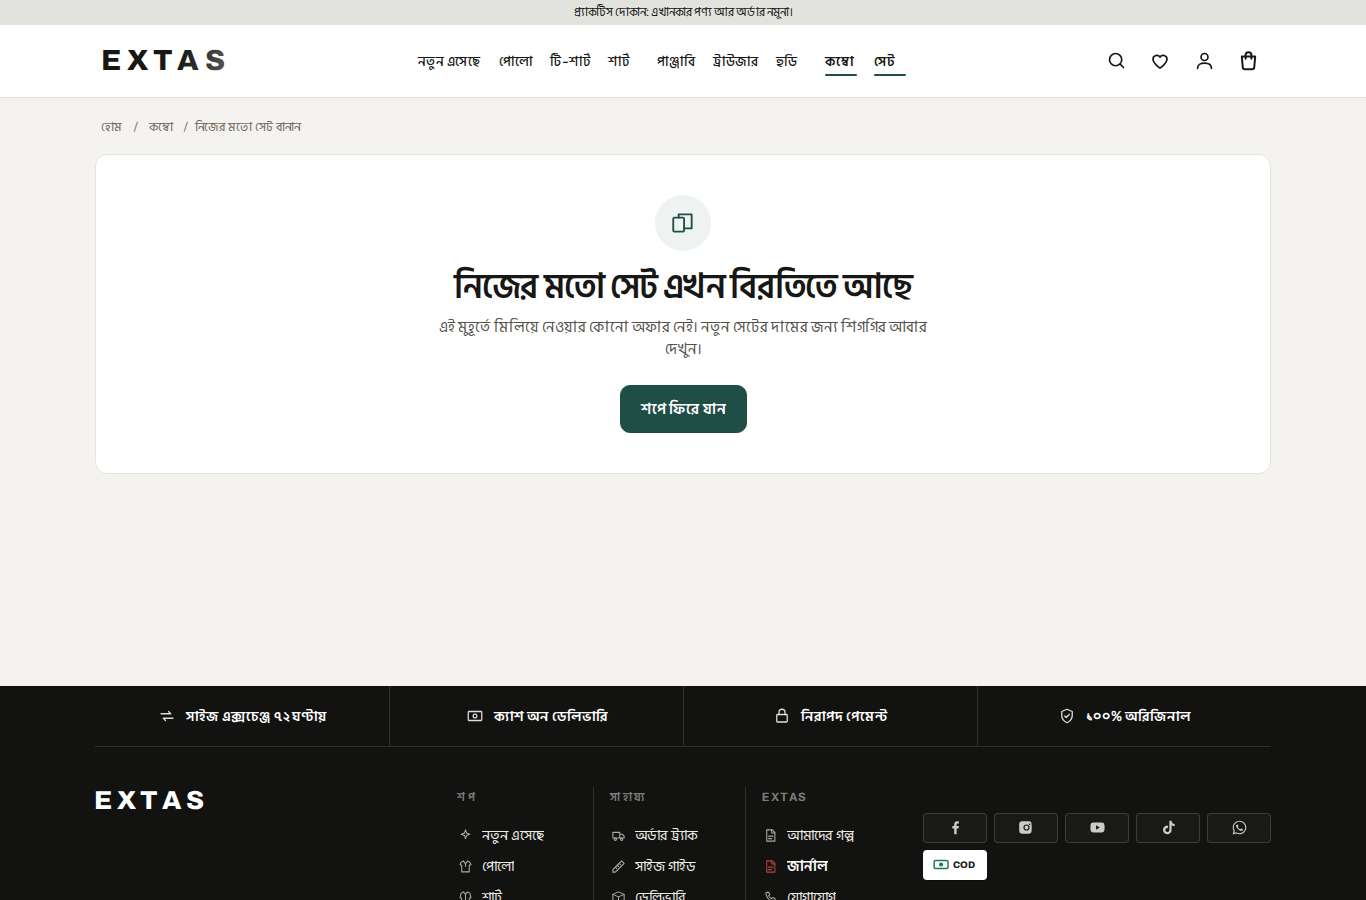 প্র্যাকটিস দোকান: এখানকার পণ্য আর অর্ডার নমুনা।
EXTAS
নতুন এসেছে পোলো টি-শার্ট শার্ট পাঞ্জাবি ট্রাউজার হুডি কম্বো সেট
হোম / কম্বো / নিজের মতো সেট বানান
নিজের মতো সেট এখন বিরতিতে আছে
এই মুহূর্তে মিলিয়ে নেওয়ার কোনো অফার নেই। নতুন সেটের দামের জন্য শিগগির আবার
দেখুন।
শপে ফিরে যান
সাইজ এক্সচেঞ্জ ৭২ ঘণ্টায় ক্যাশ অন ডেলিভারি নিরাপদ পেমেন্ট ১০০% অরিজিনাল
EXTAS শপ সাহায্য EXTAS
নতুন এসেছে অর্ডার ট্র্যাক আমাদের গল্প
পোলো সাইজ গাইড জার্নাল COD
শার্ট ডেলিভারি যোগাযোগ